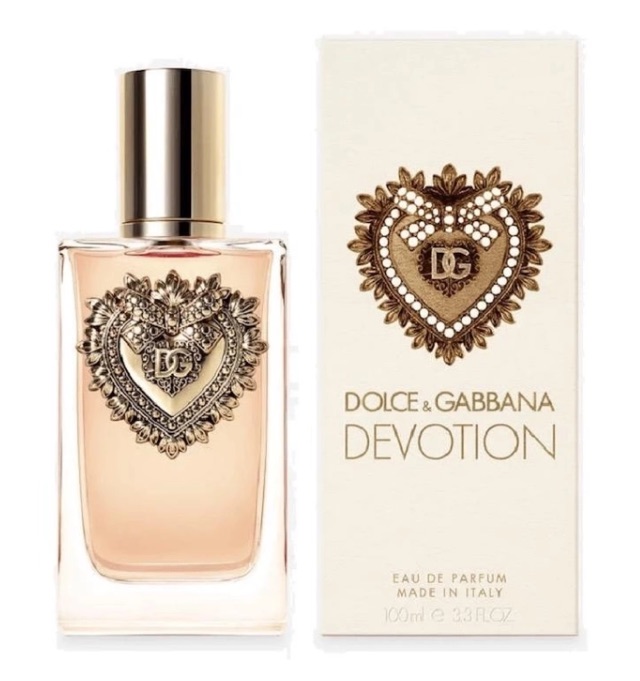 DG
DG
DOLCE & GABBANA
DEVOTION
EAU DE PARFUM
MADE IN ITALY
100ml e 3.3 FL.OZ.